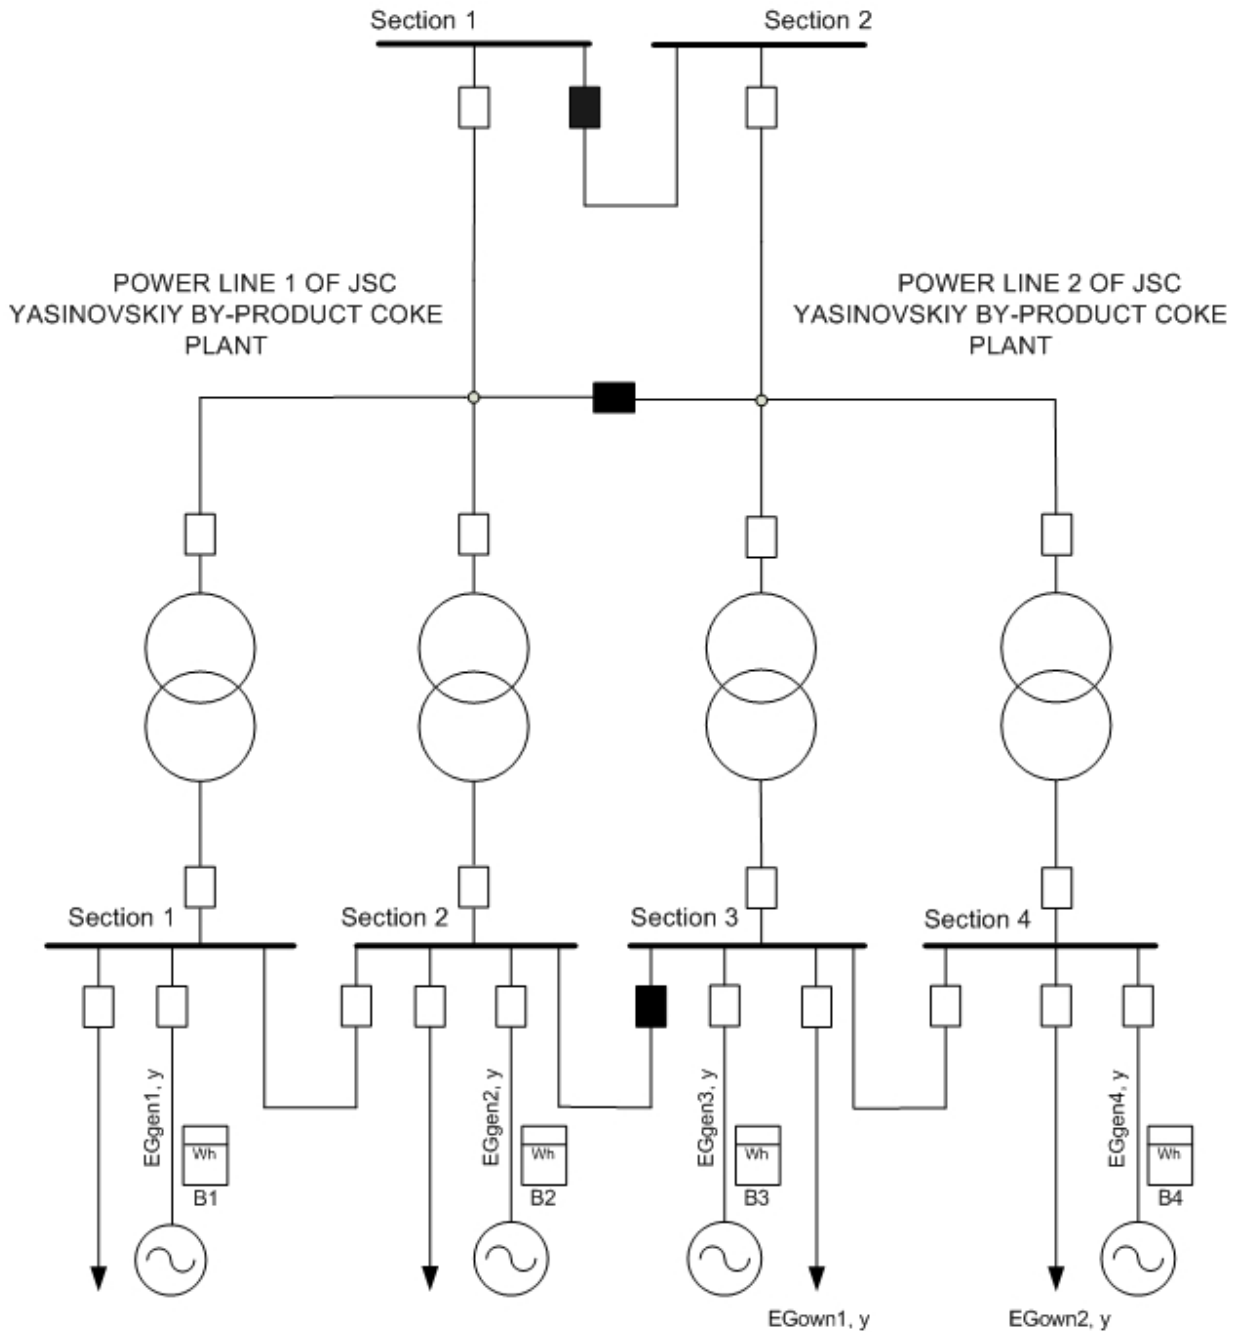 Section 1
Section 2
POWER LINE 1 OF JSC
YASINOVSKIY BY-PRODUCT COKE
PLANT
POWER LINE 2 OF JSC
YASINOVSKIY BY-PRODUCT COKE
PLANT
Section 1
Section 2
Section 3
Section 4
EGgen1, y
Wh
B1
EGgen2, y
Wh
B2
EGgen3, y
Wh
B3
EGgen4, y
Wh
B4
EGown1, y
EGown2, y